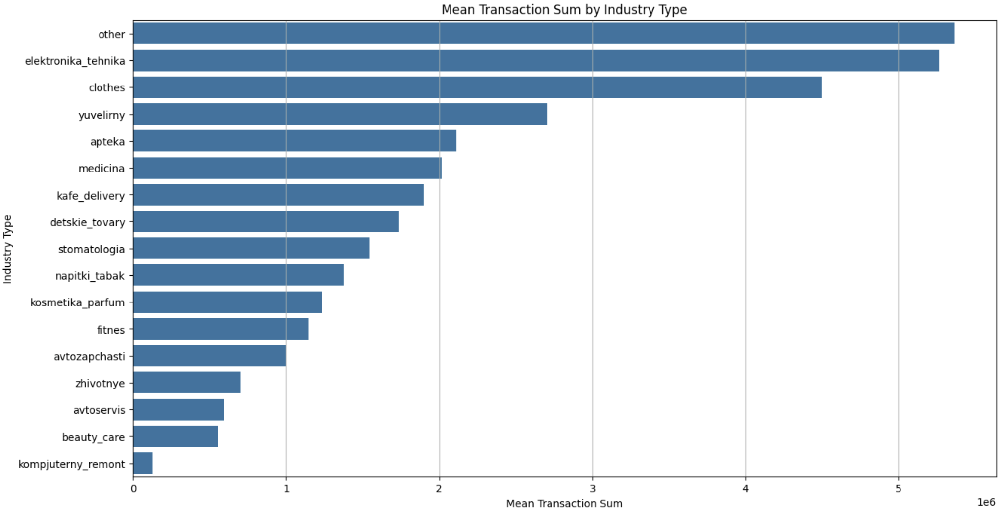 Mean Transaction Sum by Industry Type
other
elektronika_tehnika
clothes
yuvelirny
apteka
medicina
kafe_delivery
detskie_tovary
stomatologia
napitki_tabak
kosmetika_parfum
fitnes
avtozapchasti
zhivotnye
avtoservis
beauty_care
kompjuterny_remont
Industry Type
0 1 2 3 4 5
1e6
Mean Transaction Sum